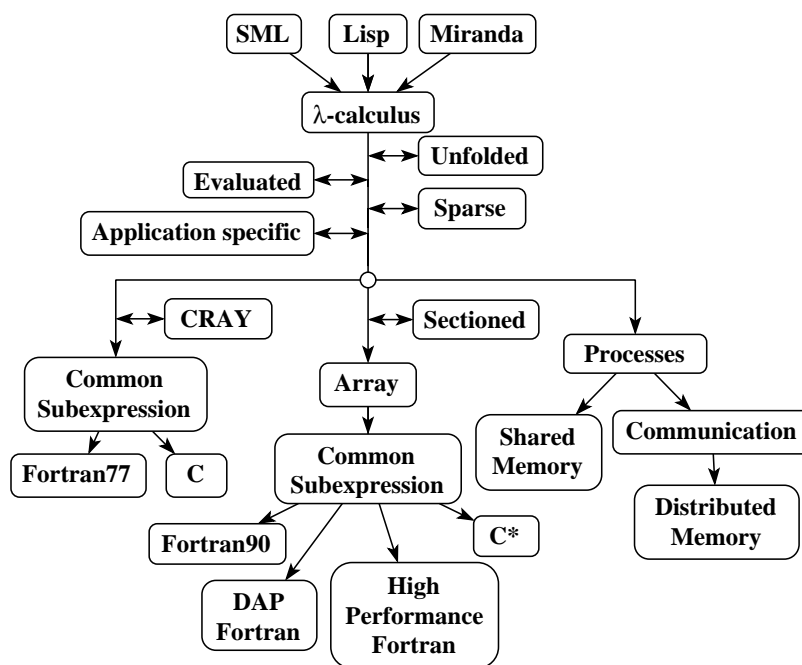 SML
Lisp
Miranda
λ-calculus
Unfolded
Evaluated
Sparse
Application specific
CRAY
Sectioned
Processes
Common
Subexpression
Array
Shared
Memory
Communication
Fortran77
C
Common
Subexpression
Distributed
Memory
Fortran90
C*
DAP
Fortran
High
Performance
Fortran